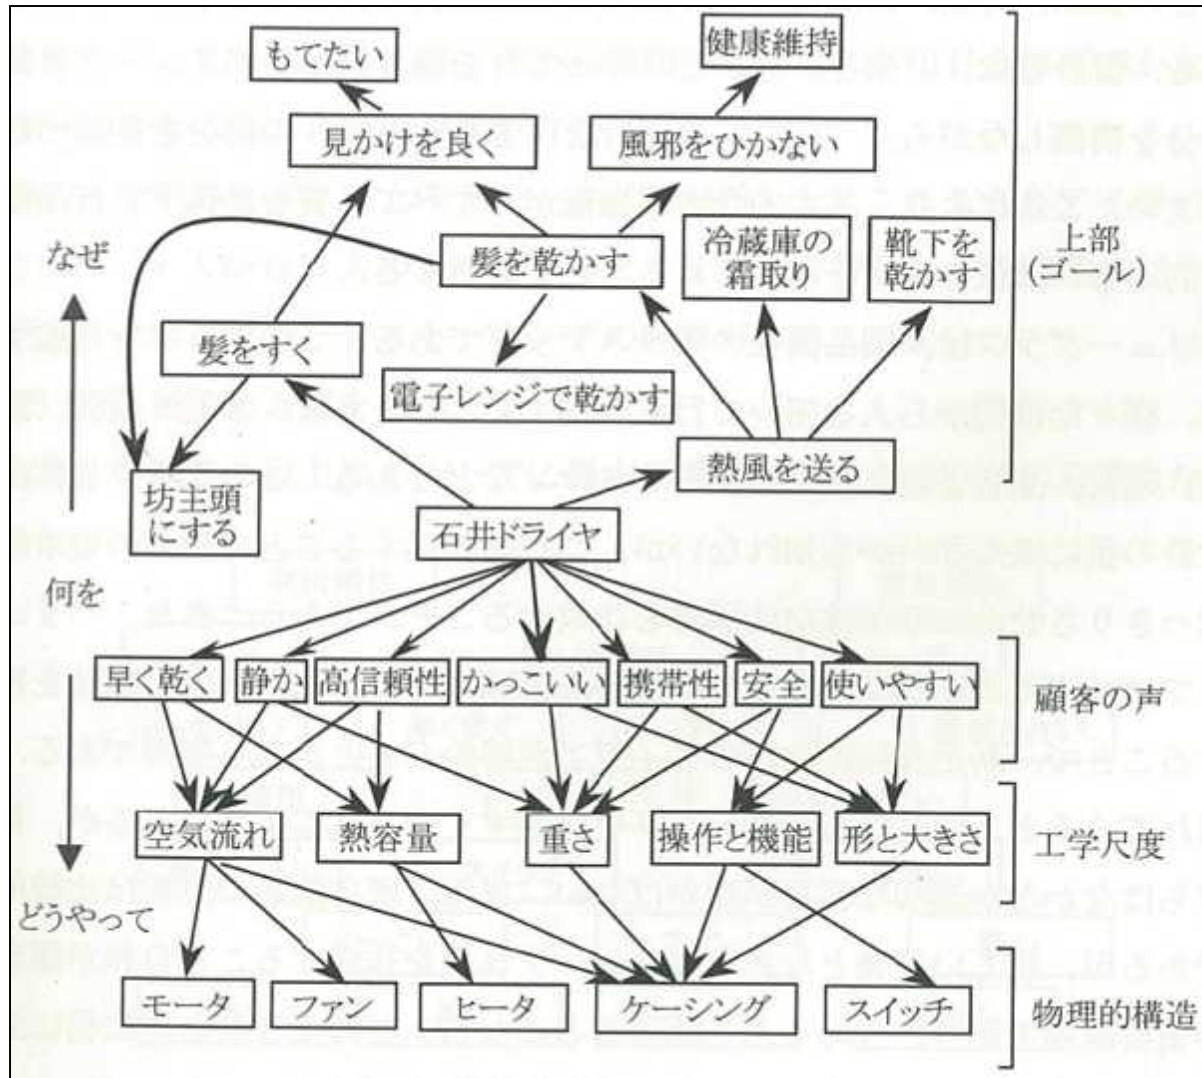 もてたい
健康維持
見かけを良く
風邪をひかない
髪を乾かす
冷蔵庫の
霜取り
靴下を
乾かす
上部
(ゴール)
なぜ
髪をすく
電子レンジで乾かす
熱風を送る
坊主頭
にする
石井ドライヤ
何を
早く乾く
静か
高信頼性
かっこいい
携帯性
安全
使いやすい
顧客の声
空気流れ
熱容量
重さ
操作と機能
形と大きさ
工学尺度
どうやって
モータ
ファン
ヒータ
ケーシング
スイッチ
物理的構造